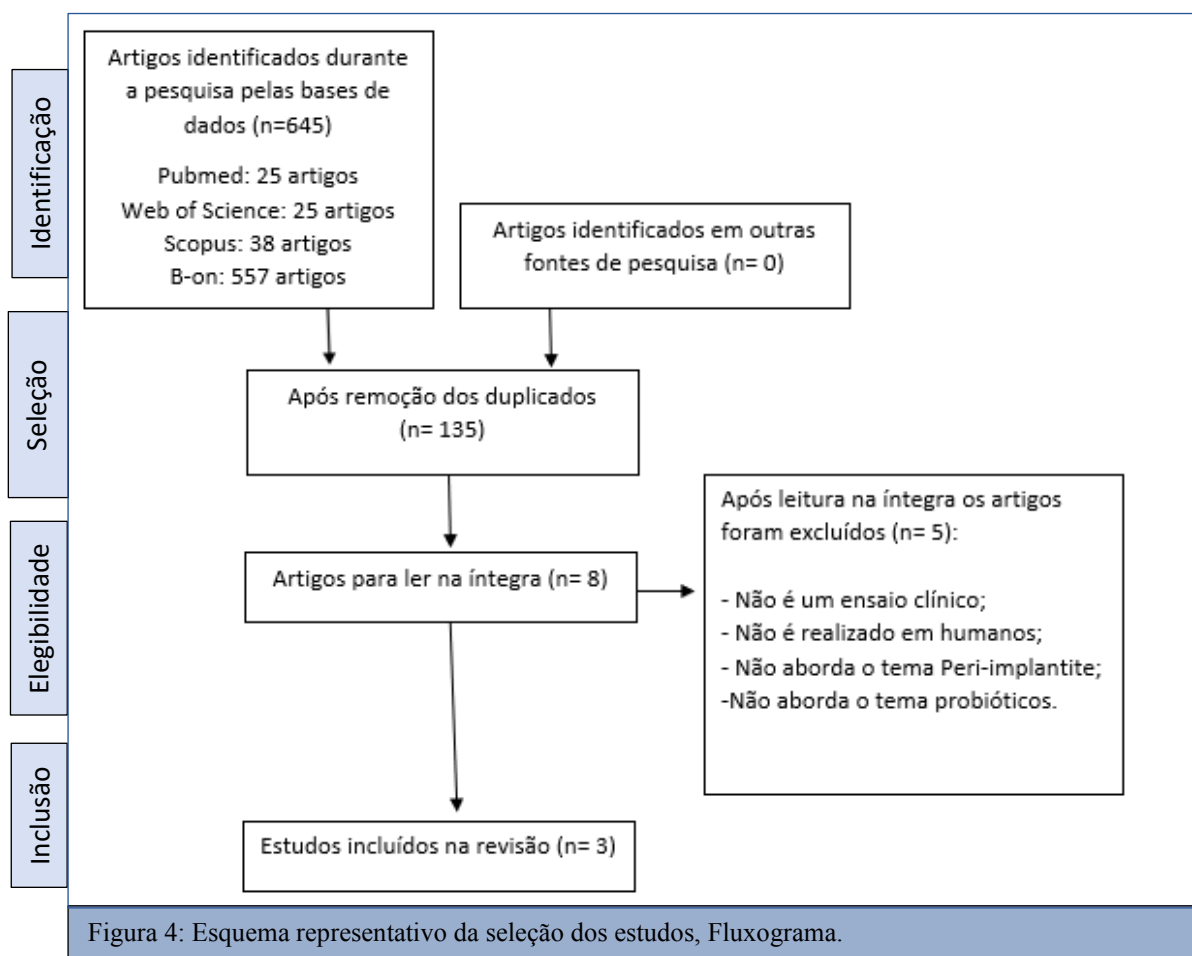 Identificação
Artigos identificados durante
a pesquisa pelas bases de
dados (n=645)
Pubmed: 25 artigos
Web of Science: 25 artigos
Scopus: 38 artigos
B-on: 557 artigos
Artigos identificados em outras
fontes de pesquisa (n= 0)
Seleção
Após remoção dos duplicados
(n= 135)
Elegibilidade
Artigos para ler na íntegra (n= 8)
Após leitura na íntegra os artigos
foram excluídos (n= 5):
- Não é um ensaio clínico;
- Não é realizado em humanos;
- Não aborda o tema Peri-implantite;
-Não aborda o tema probióticos.
Inclusão
Estudos incluídos na revisão (n= 3)
Figura 4: Esquema representativo da seleção dos estudos, Fluxograma.